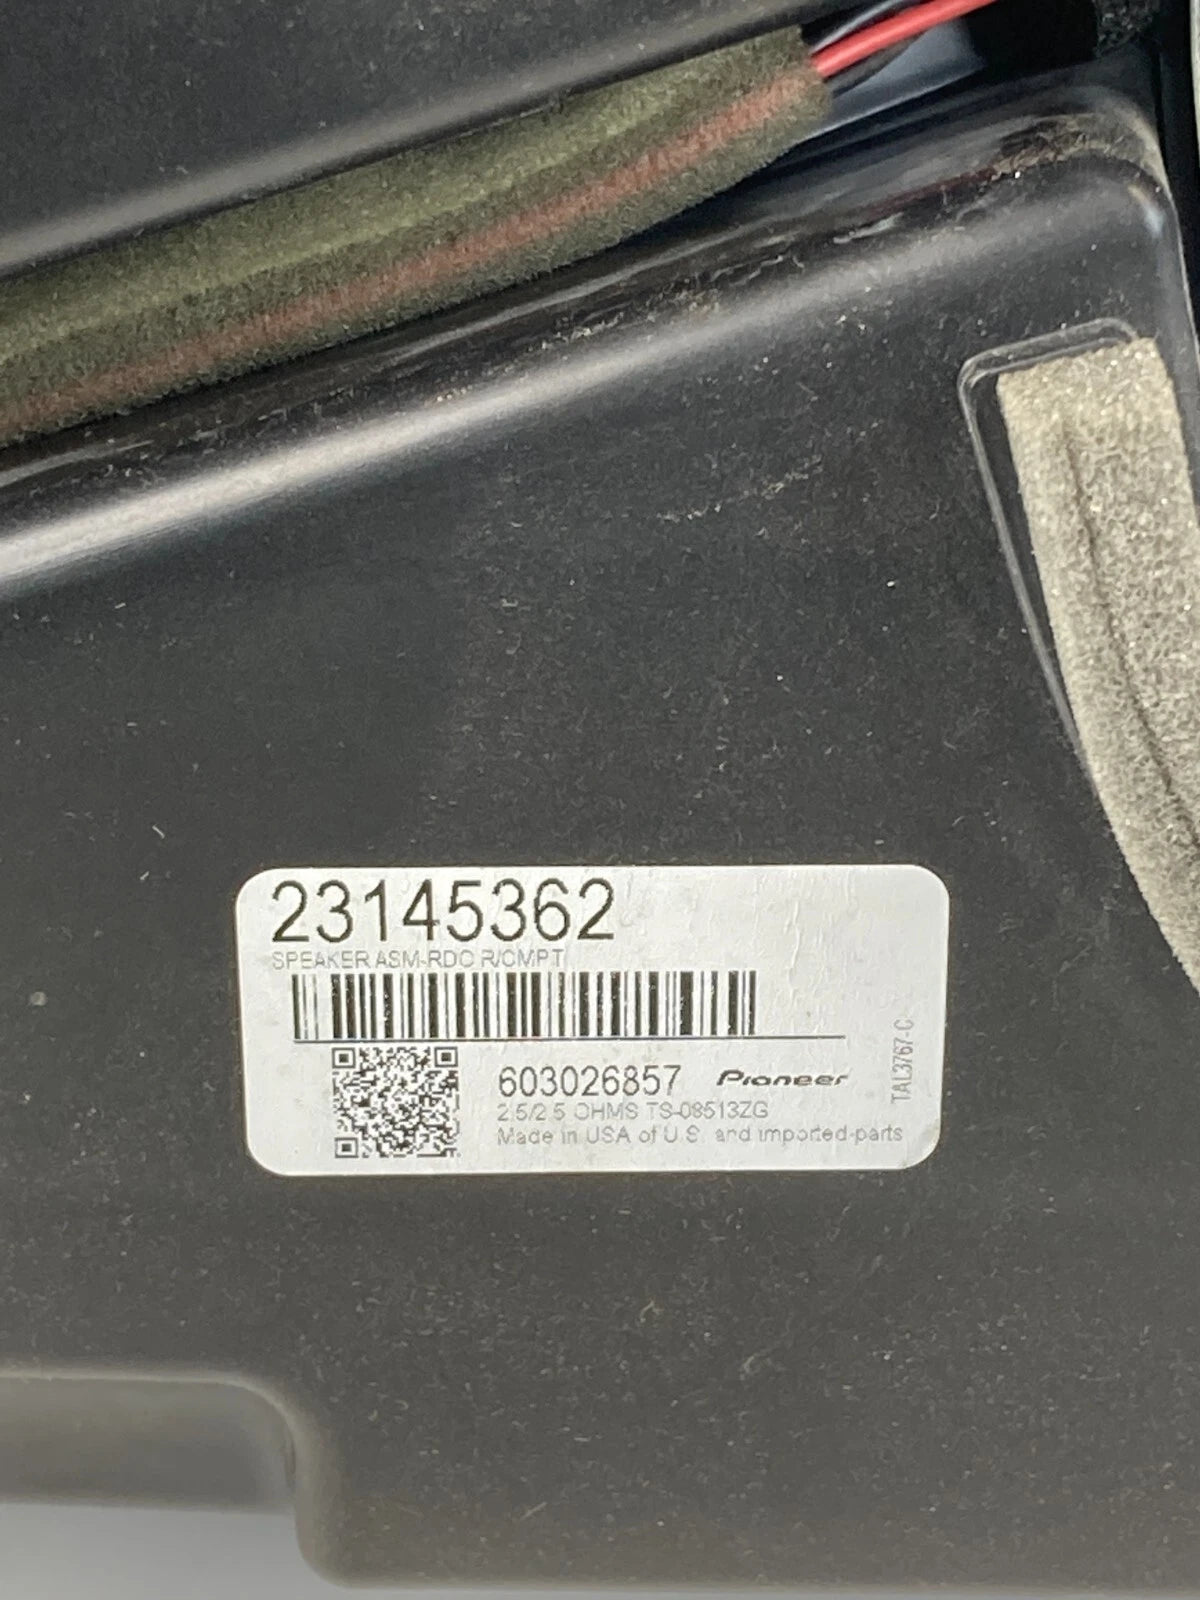 23145362
SPEAKER ASM-RDO R/CMPT
603026857 Pioneer
2.5/2.5 OHMS TS-08513ZG
Made in USA of U.S. and imported parts
TAL3767-C